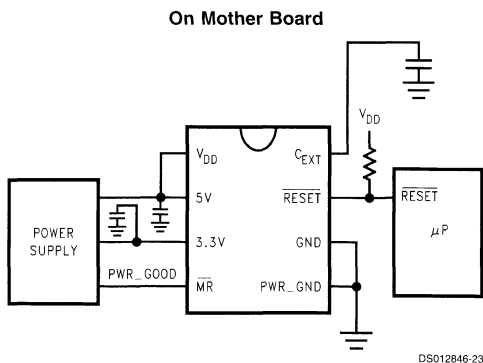 On Mother Board
VDD
VDD
CEXT
5V
RESET
RESET
POWER
SUPPLY
3.3V
GND
μP
PWR_GOOD
MR
PWR_GND
DS012846-23